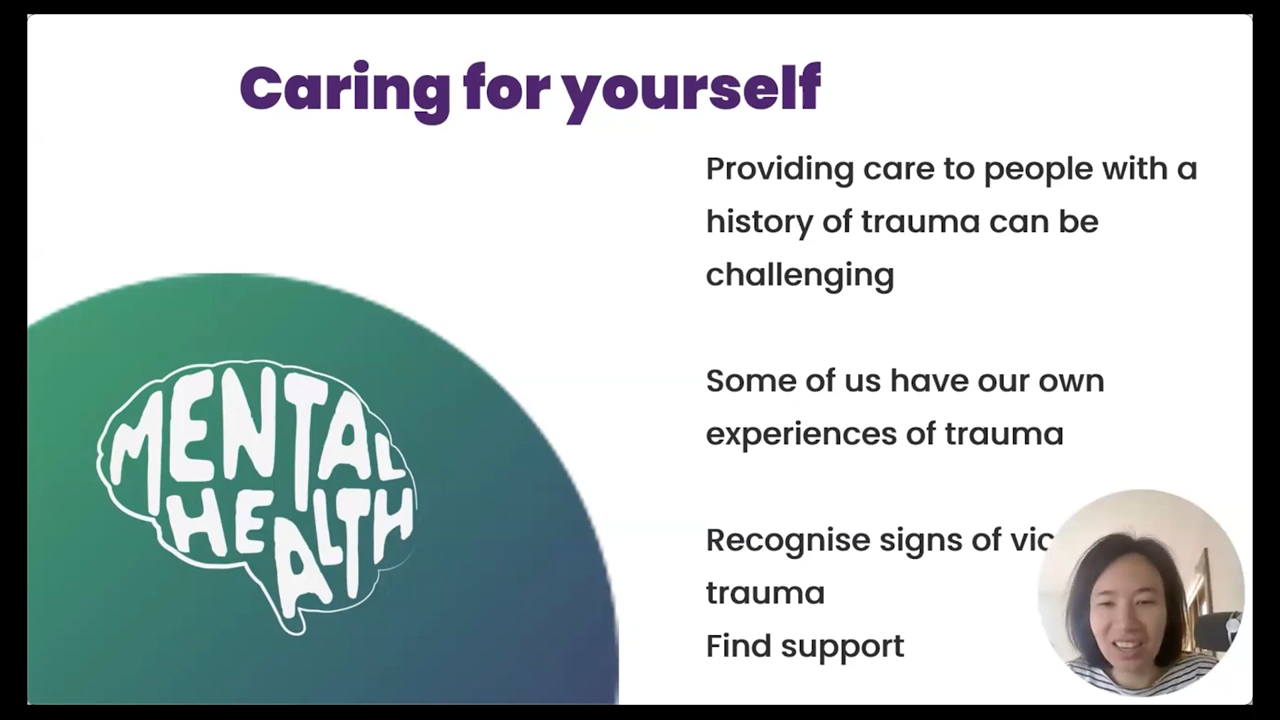 Caring for yourself
Providing care to people with a
history of trauma can be
challenging
Some of us have our own
experiences of trauma
Recognise signs of
trauma
Find support
MENTAL
HEALTH